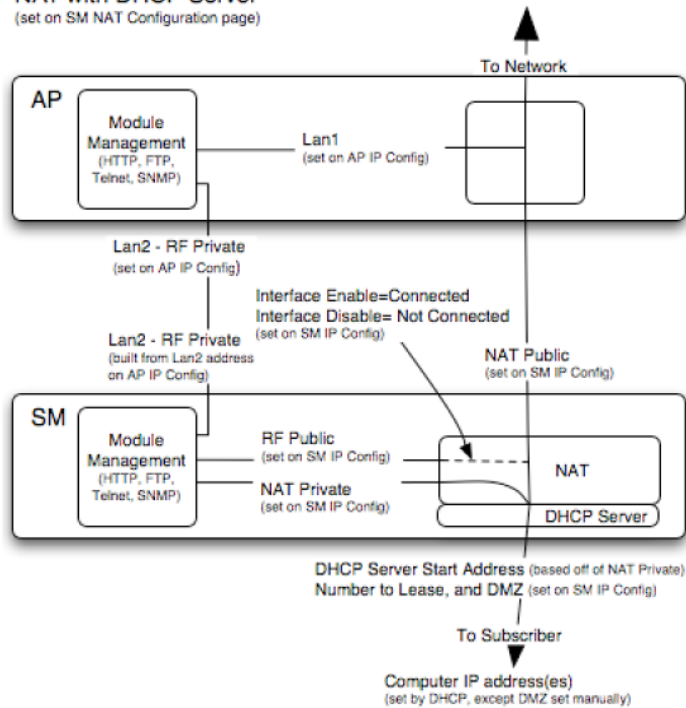 NAT with DHCP Server
(set on SM NAT Configuration page)
To Network
AP
Module
Management
(HTTP, FTP,
Telnet, SNMP)
Lan1
(set on AP IP Config)
Lan2 - RF Private
(set on AP IP Config)
Interface Enable=Connected
Interface Disable= Not Connected
(set on SM IP Config)
Lan2 - RF Private
(built from Lan2 address
on AP IP Config)
NAT Public
(set on SM IP Config)
SM
Module
Management
(HTTP, FTP,
Telnet, SNMP)
RF Public
(set on SM IP Config)
NAT Private
(set on SM IP Config)
NAT
DHCP Server
DHCP Server Start Address (based off of NAT Private)
Number to Lease, and DMZ (set on SM IP Config)
To Subscriber
Computer IP address(es)
(set by DHCP, except DMZ set manually)